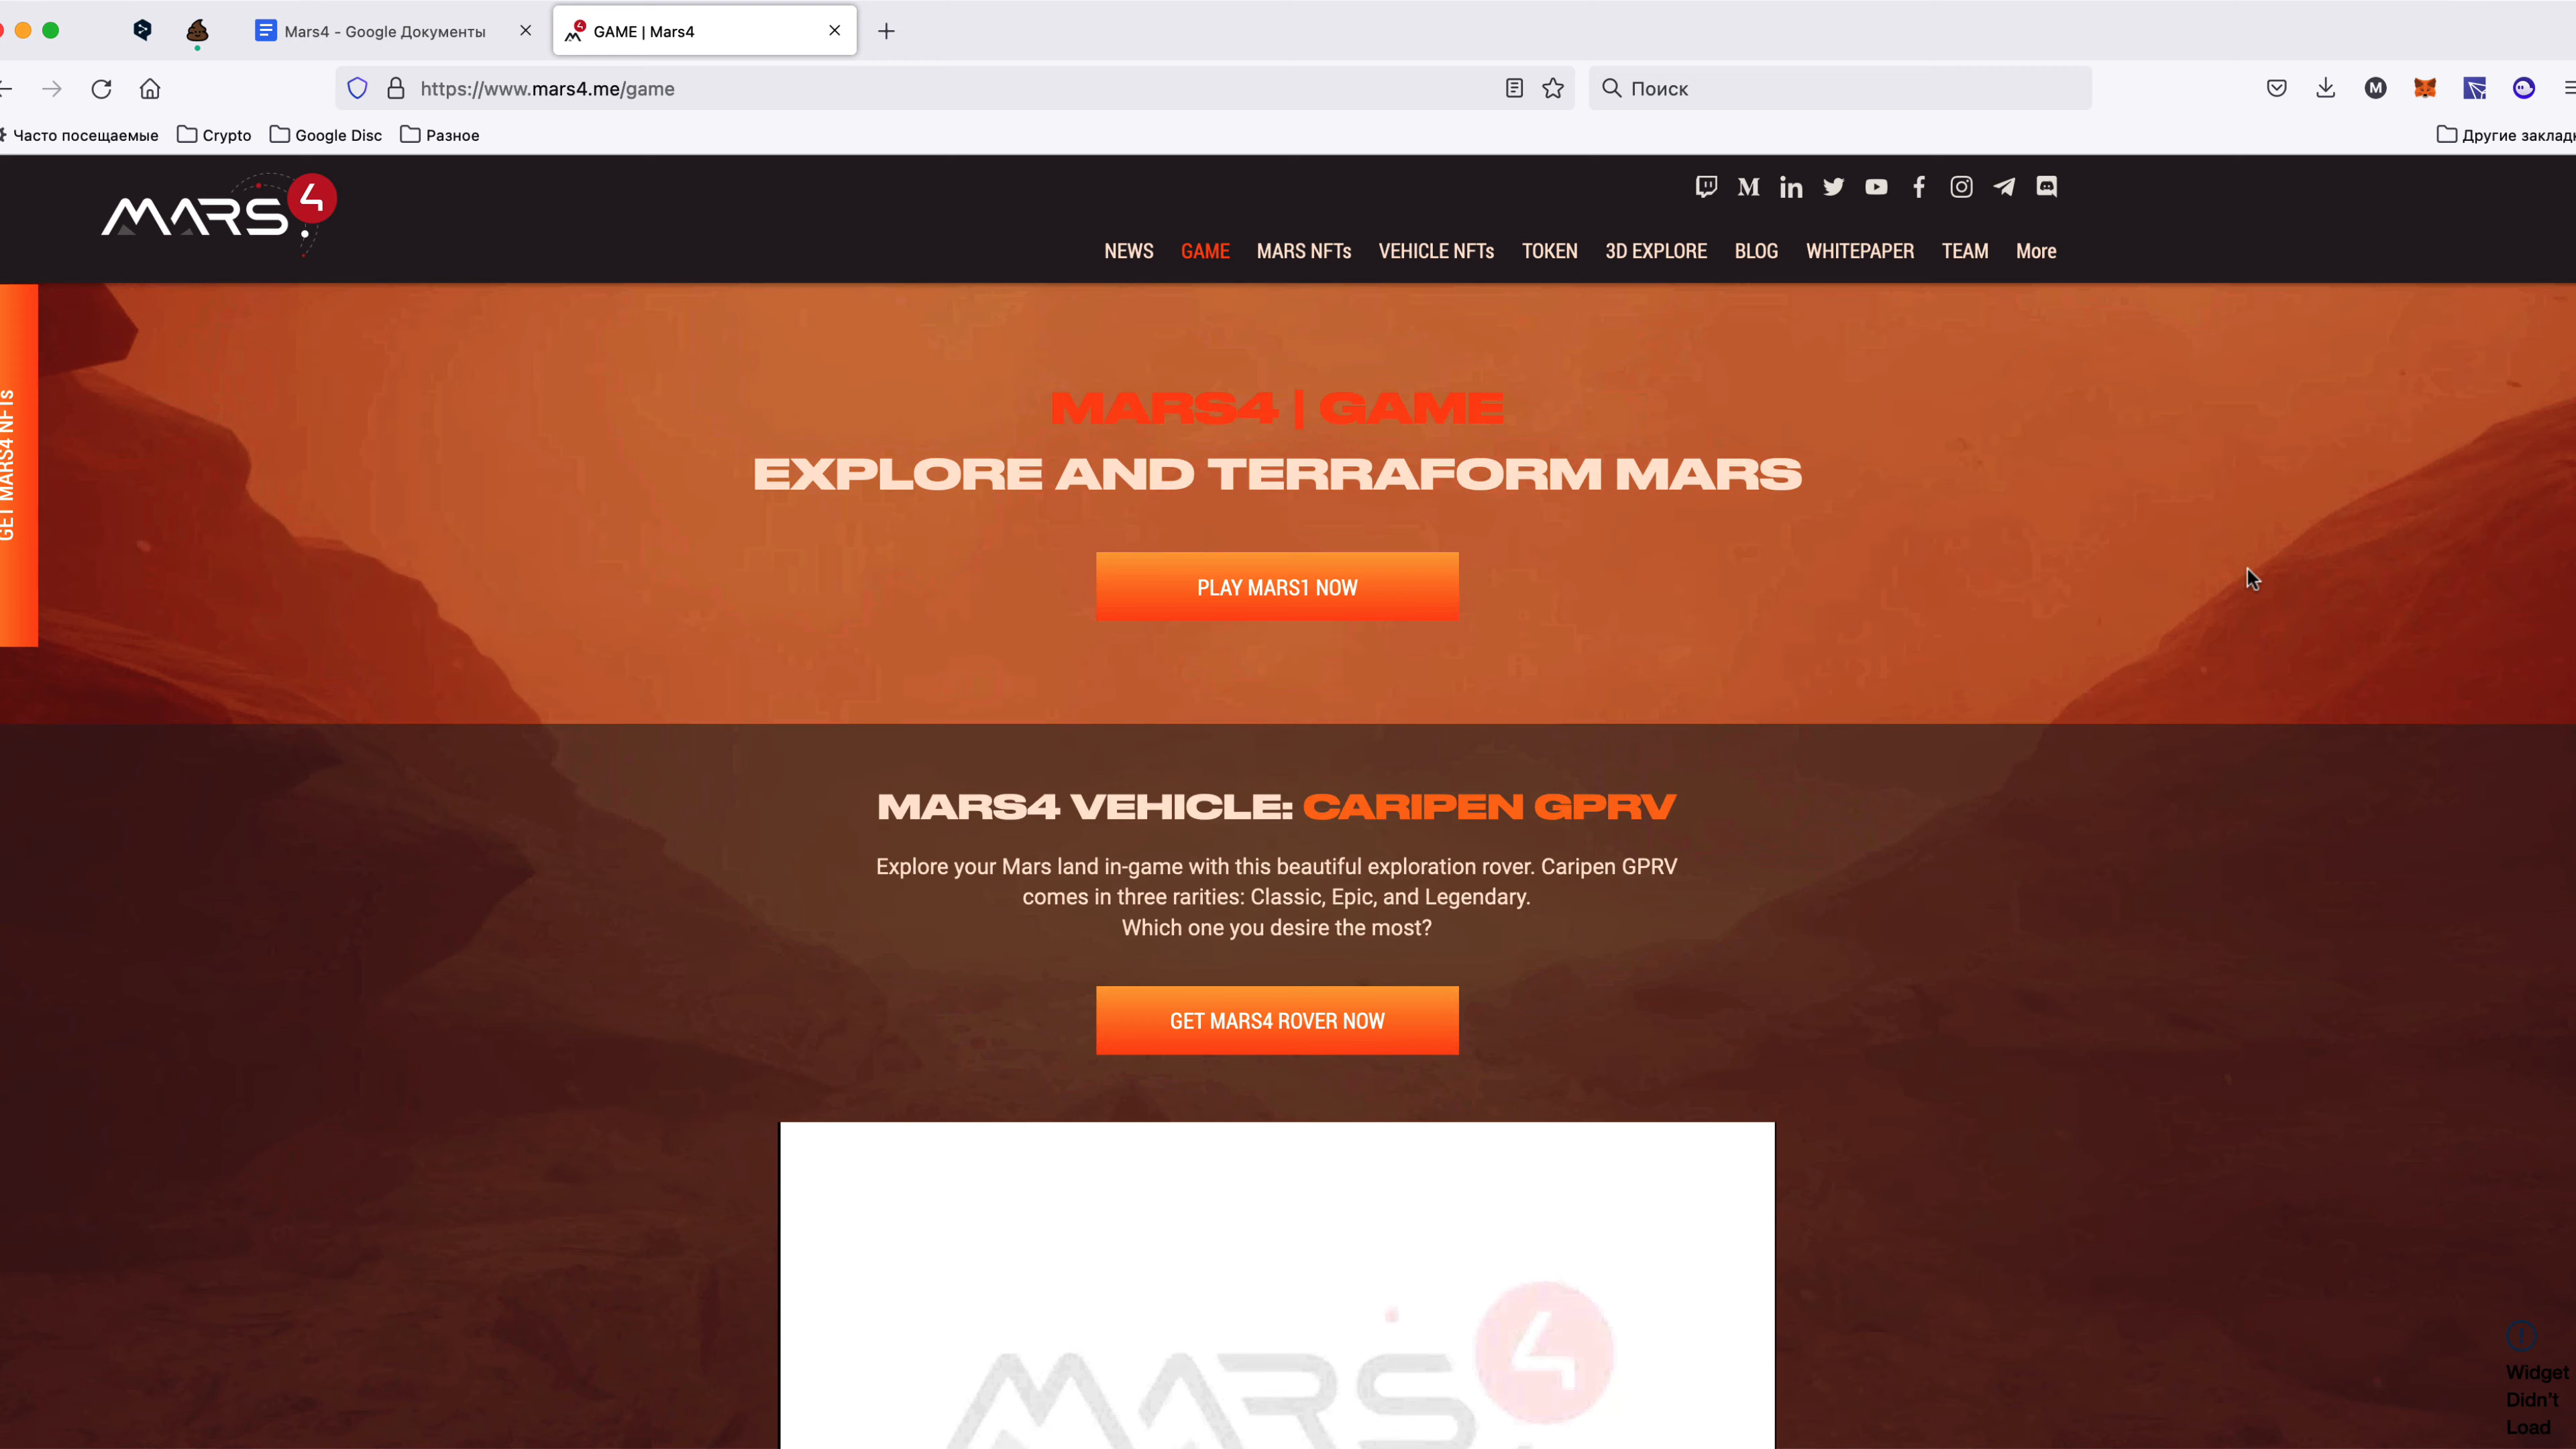 Mars4 - Google Документы
GAME | Mars4
https://www.mars4.me/game
Поиск
Часто посещаемые
Crypto
Google Disc
Разное
Другие заклад
MARS4
NEWS GAME MARS NFTs VEHICLE NFTs TOKEN 3D EXPLORE BLOG WHITEPAPER TEAM More
GET MARS4 NFTs
MARS4 | GAME
EXPLORE AND TERRAFORM MARS
PLAY MARS1 NOW
MARS4 VEHICLE: CARIPEN GPRV
Explore your Mars land in-game with this beautiful exploration rover. Caripen GPRV
comes in three rarities: Classic, Epic, and Legendary.
Which one you desire the most?
GET MARS4 ROVER NOW
MARS4
Widget
Didn't
Load